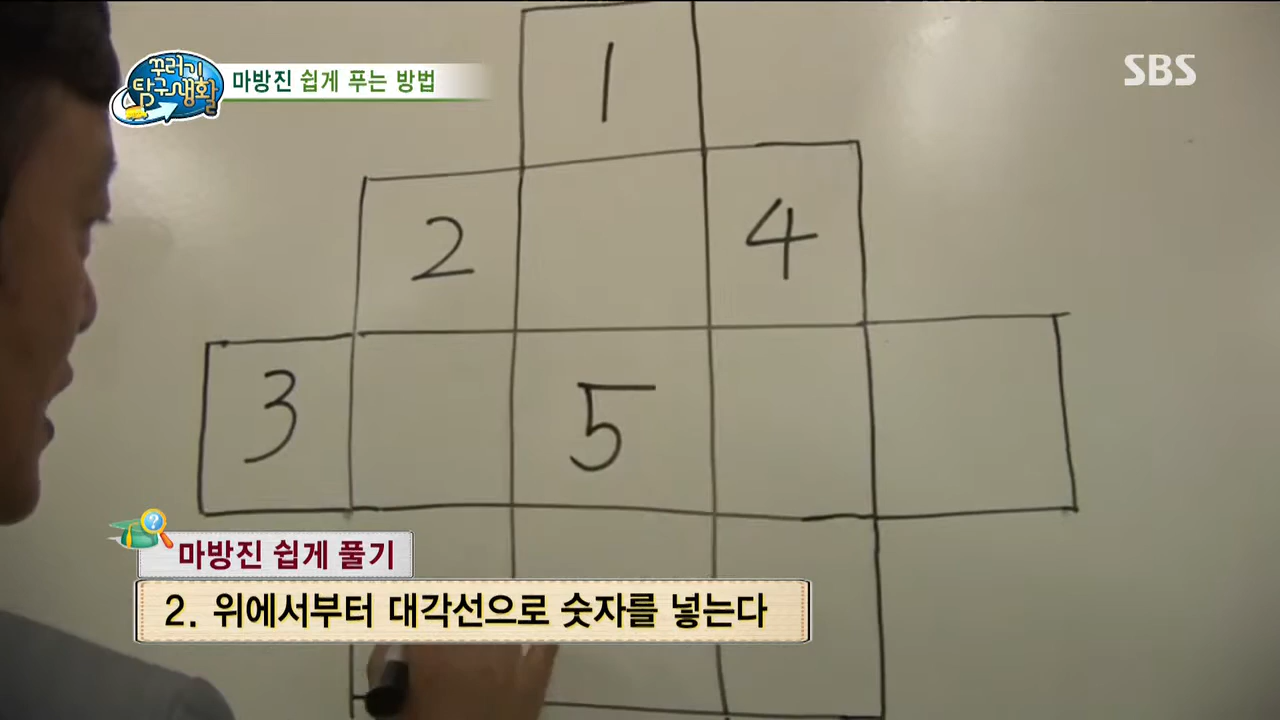 꾸러기
탐구생활
마방진 쉽게 푸는 방법
SBS
1
2
4
3
5
마방진 쉽게 풀기
?
2. 위에서부터 대각선으로 숫자를 넣는다